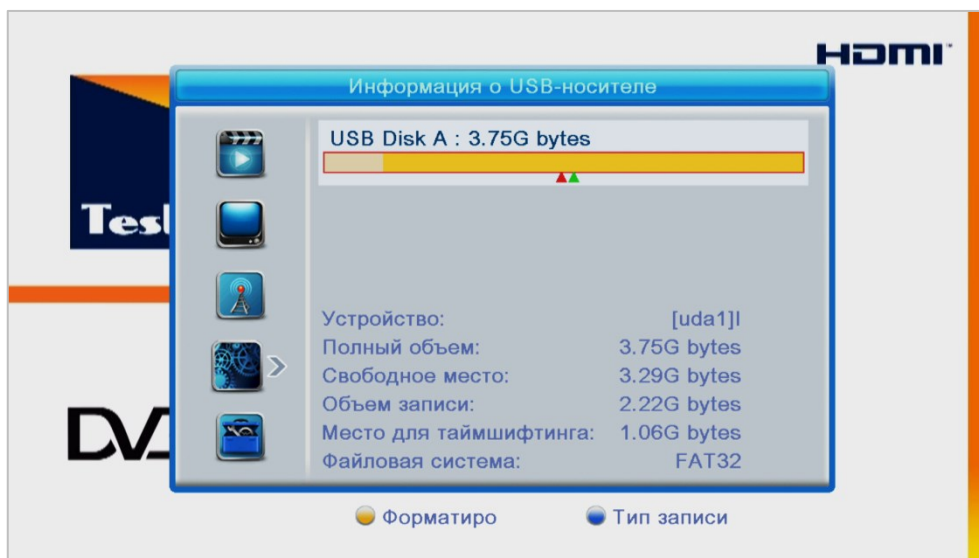 HDMI
Информация о USB-носителе
USB Disk A : 3.75G bytes
Tesl
Устройство: [uda1]l
Полный объем: 3.75G bytes
Свободное место: 3.29G bytes
Объем записи: 2.22G bytes
Место для таймшифтинга: 1.06G bytes
Файловая система: FAT32
DV
Форматиро Тип записи